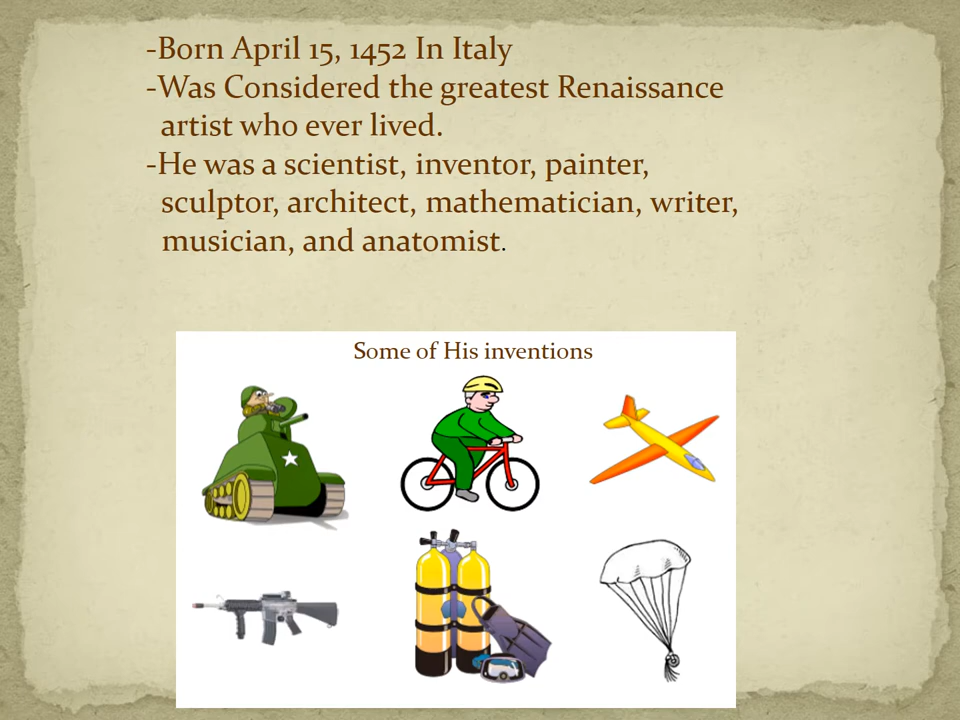 -Born April 15, 1452 In Italy
-Was Considered the greatest Renaissance
artist who ever lived.
-He was a scientist, inventor, painter,
sculptor, architect, mathematician, writer,
musician, and anatomist.
Some of His inventions